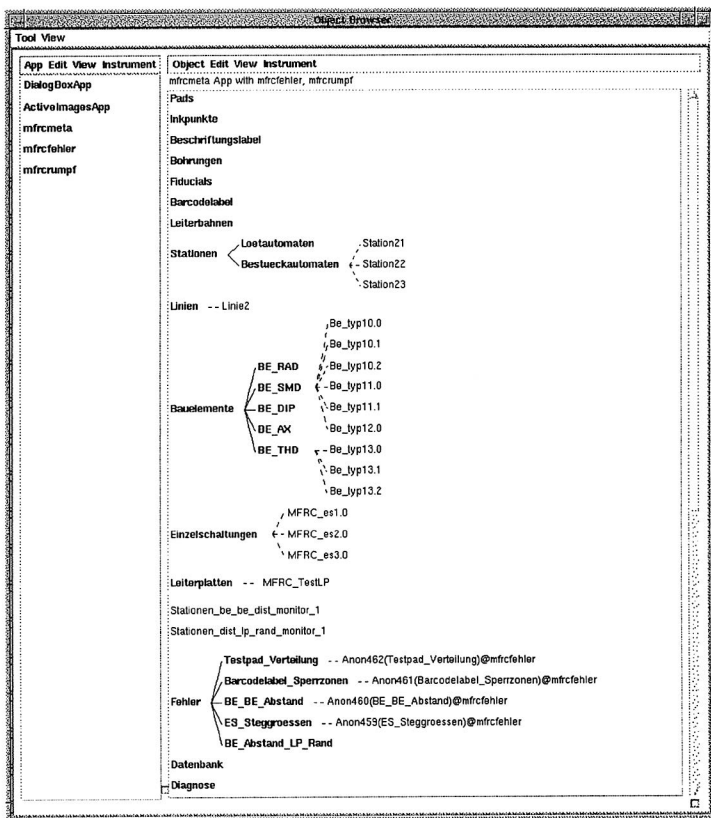 Object Browser
Tool View
App Edit View Instrument
DialogBoxApp
ActiveImagesApp
mfrcmeta
mfrcfehler
mfrcrumpf
Object Edit View Instrument
mfrcmeta App with mfrcfehler, mfrcrumpf
Pads
Inkpunkte
Beschriftungslabel
Bohrungen
Fiducials
Barcodelabel
Leiterbahnen
Stationen
Loetautomaten
Bestueckautomaten
Station21
Station22
Station23
Linien -- Linie2
Bauelemente
BE_RAD
BE_SMD
BE_DIP
BE_AX
BE_THD
Be_typ10.0
Be_typ10.1
Be_typ10.2
Be_typ11.0
Be_typ11.1
Be_typ12.0
Be_typ13.0
Be_typ13.1
Be_typ13.2
Einzelschaltungen
MFRC_es1.0
MFRC_es2.0
MFRC_es3.0
Leiterplatten -- MFRC_TestLP
Stationen_be_be_dist_monitor_1
Stationen_dist_lp_rand_monitor_1
Fehler
Testpad_Verteilung -- Anon462(Testpad_Verteilung)@mfrcfehler
Barcodelabel_Sperrzonen -- Anon461(Barcodelabel_Sperrzonen)@mfrcfehler
BE_BE_Abstand -- Anon460(BE_BE_Abstand)@mfrcfehler
ES_Steggroessen -- Anon459(ES_Steggroessen)@mfrcfehler
BE_Abstand_LP_Rand
Datenbank
Diagnose